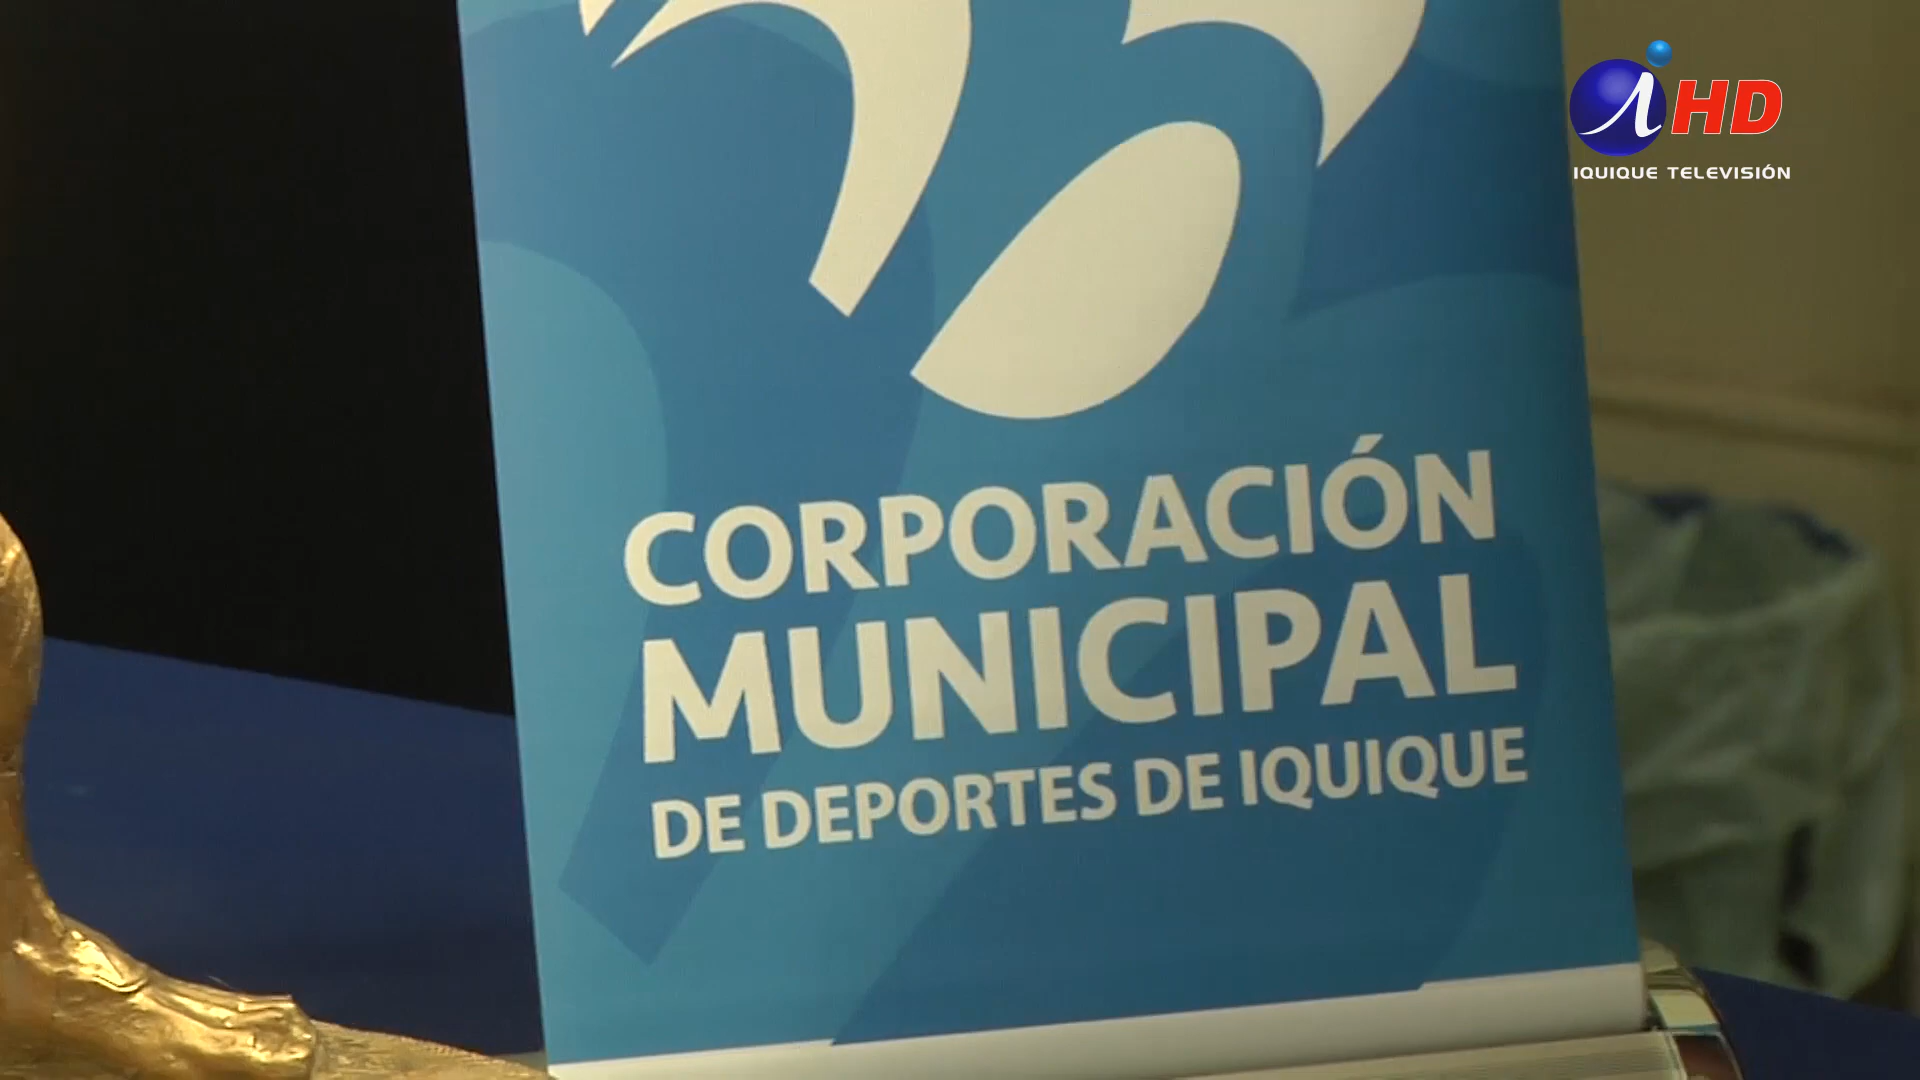 HD
IQUIQUE TELEVISIÓN
CORPORACIÓN
MUNICIPAL
DE DEPORTES DE IQUIQUE